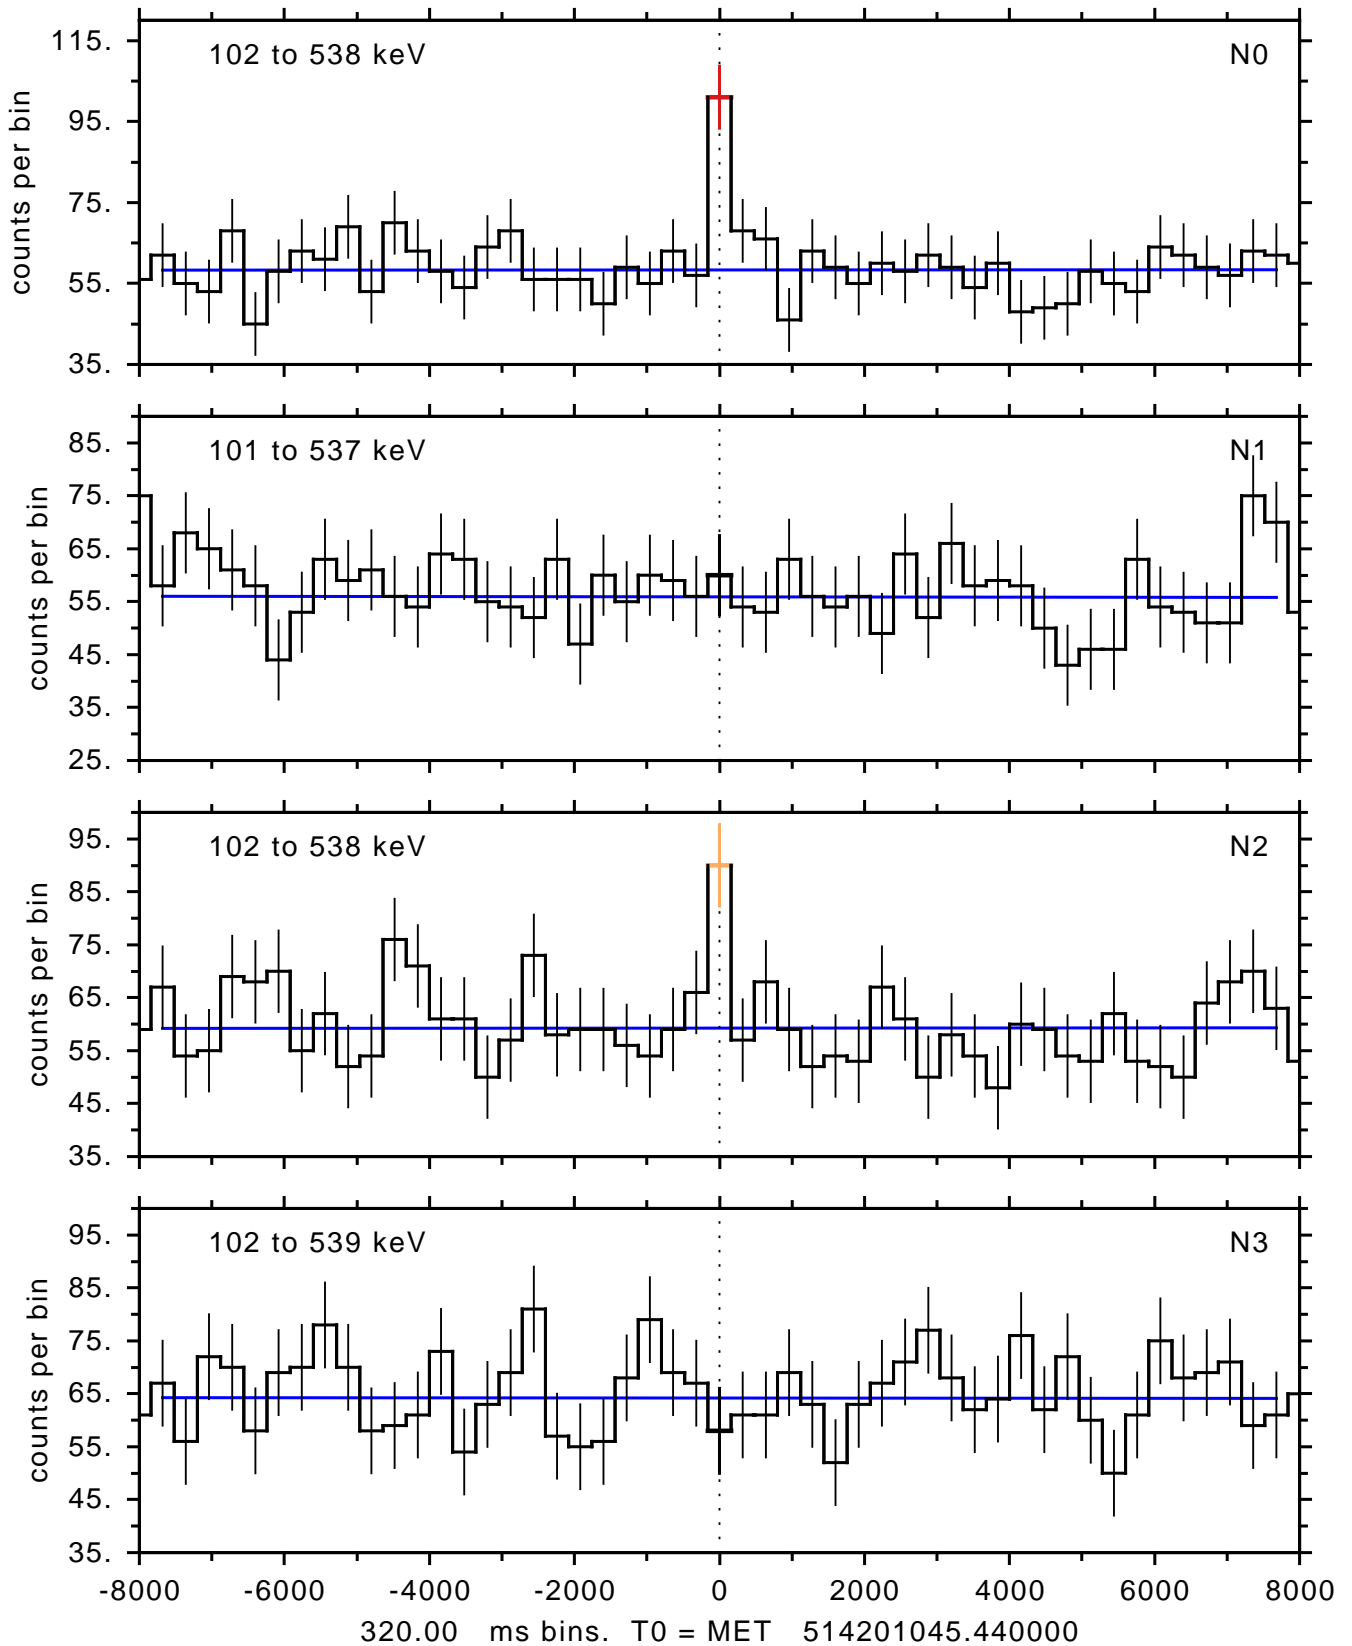 102 to 538 keV N0
counts per bin
115.
95.
75.
55.
35.
101 to 537 keV N1
counts per bin
85.
75.
65.
55.
45.
35.
25.
102 to 538 keV N2
counts per bin
95.
85.
75.
65.
55.
45.
35.
102 to 539 keV N3
counts per bin
95.
85.
75.
65.
55.
45.
35.
-8000 -6000 -4000 -2000 0 2000 4000 6000 8000
320.00 ms bins. T0 = MET 514201045.440000